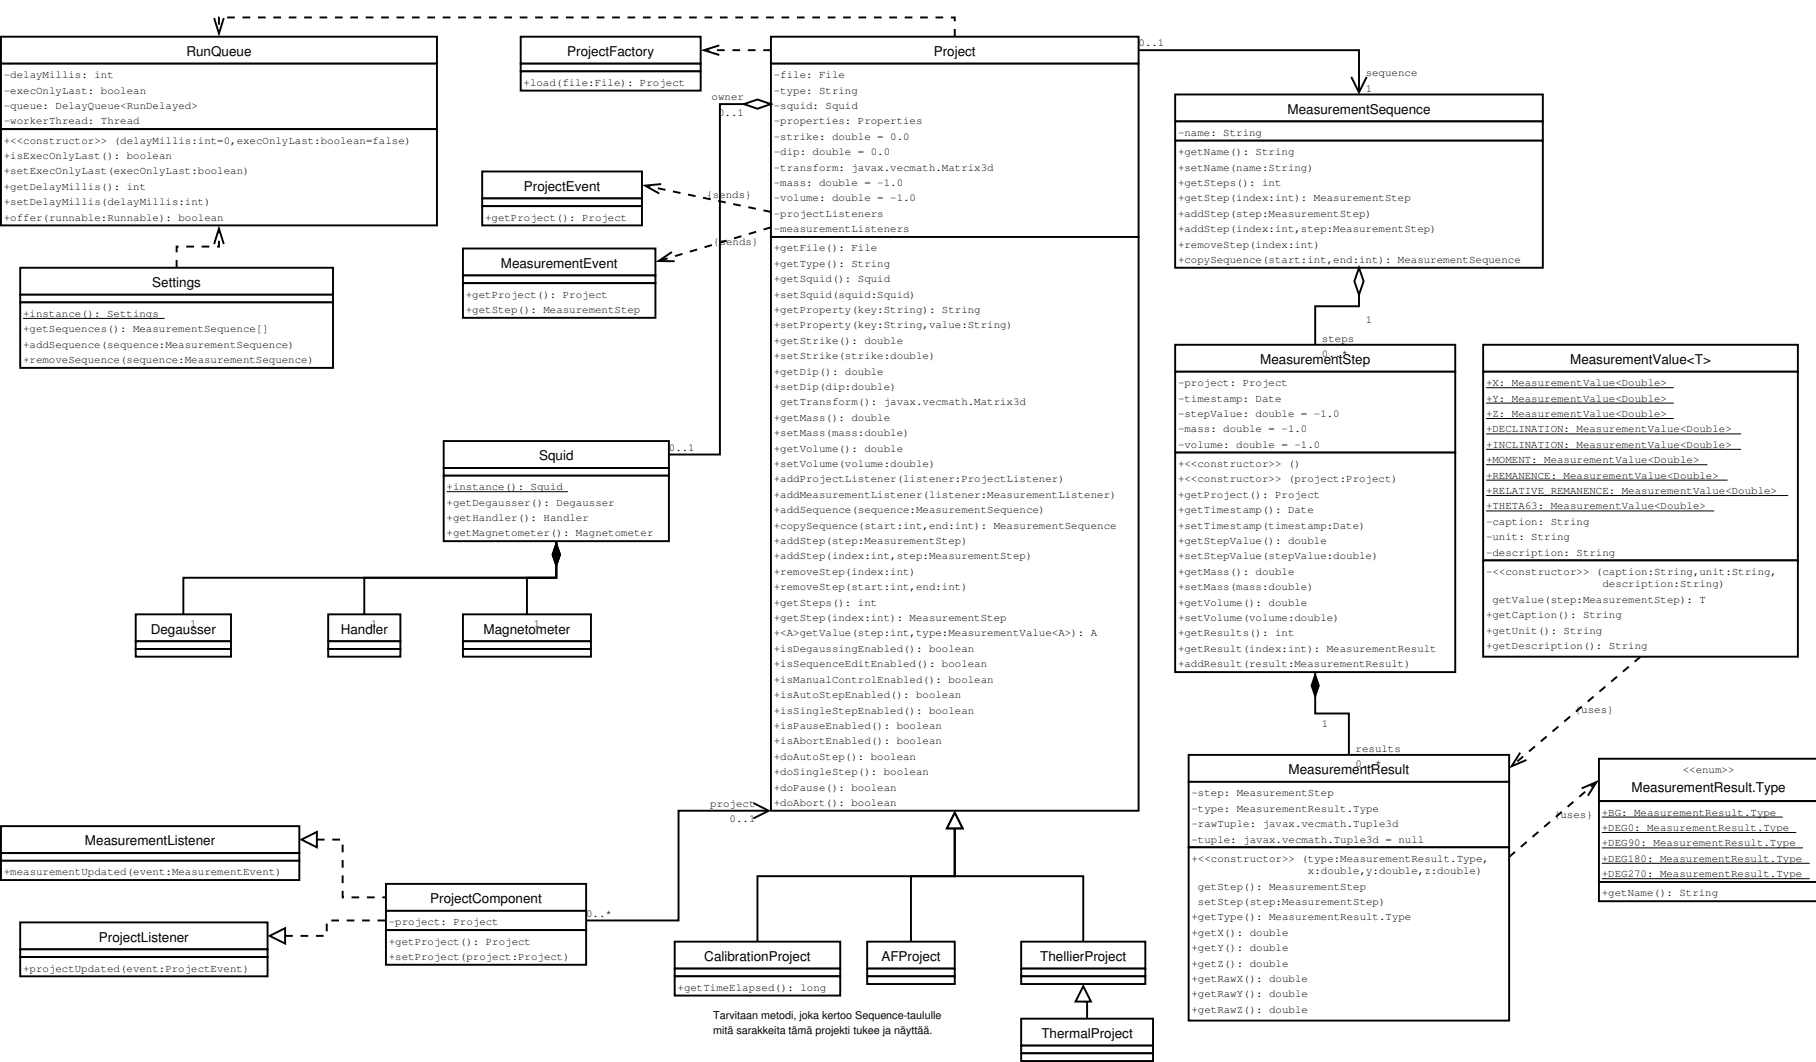 RunQueue
-delayMillis: int
-execOnlyLast: boolean
-queue: DelayQueue<RunDelayed>
-workerThread: Thread
+<<constructor>> (delayMillis:int=0,execOnlyLast:boolean=false)
+isExecOnlyLast(): boolean
+setExecOnlyLast(execOnlyLast:boolean)
+getDelayMillis(): int
+setDelayMillis(delayMillis:int)
+offer(runnable:Runnable): boolean
Settings
+instance(): Settings
+getSequences(): MeasurementSequence[]
+addSequence(sequence:MeasurementSequence)
+removeSequence(sequence:MeasurementSequence)
ProjectFactory
+load(file:File): Project
owner
0..1
ProjectEvent
+getProject(): Project
{sends}
MeasurementEvent
+getProject(): Project
+getStep(): MeasurementStep
{sends}
Squid
+instance(): Squid
+getDegausser(): Degausser
+getHandler(): Handler
+getMagnetometer(): Magnetometer
0..1
Degausser
1
Handler
1
Magnetometer
1
Project
-file: File
-type: String
-squid: Squid
-properties: Properties
-strike: double = 0.0
-dip: double = 0.0
-transform: javax.vecmath.Matrix3d
-mass: double = -1.0
-volume: double = -1.0
-projectListeners
-measurementListeners
+getFile(): File
+getType(): String
+getSquid(): Squid
+setSquid(squid:Squid)
+getProperty(key:String): String
+setProperty(key:String,value:String)
+getStrike(): double
+setStrike(strike:double)
+getDip(): double
+setDip(dip:double)
getTransform(): javax.vecmath.Matrix3d
+getMass(): double
+setMass(mass:double)
+getVolume(): double
+setVolume(volume:double)
+addProjectListener(listener:ProjectListener)
+addMeasurementListener(listener:MeasurementListener)
+addSequence(sequence:MeasurementSequence)
+copySequence(start:int,end:int): MeasurementSequence
+addStep(step:MeasurementStep)
+addStep(index:int,step:MeasurementStep)
+removeStep(index:int)
+removeStep(start:int,end:int)
+getSteps(): int
+getStep(index:int): MeasurementStep
+<A>getValue(step:int,type:MeasurementValue<A>): A
+isDegaussingEnabled(): boolean
+isSequenceEditEnabled(): boolean
+isManualControlEnabled(): boolean
+isAutoStepEnabled(): boolean
+isSingleStepEnabled(): boolean
+isPauseEnabled(): boolean
+isAbortEnabled(): boolean
+doAutoStep(): boolean
+doSingleStep(): boolean
+doPause(): boolean
+doAbort(): boolean
0..1
sequence
1
MeasurementSequence
-name: String
+getName(): String
+setName(name:String)
+getSteps(): int
+getStep(index:int): MeasurementStep
+addStep(step:MeasurementStep)
+addStep(index:int,step:MeasurementStep)
+removeStep(index:int)
+copySequence(start:int,end:int): MeasurementSequence
1
steps
0..*
MeasurementStep
-project: Project
-timestamp: Date
-stepValue: double = -1.0
-mass: double = -1.0
-volume: double = -1.0
+<<constructor>> ()
+<<constructor>> (project:Project)
+getProject(): Project
+getTimestamp(): Date
+setTimestamp(timestamp:Date)
+getStepValue(): double
+setStepValue(stepValue:double)
+getMass(): double
+setMass(mass:double)
+getVolume(): double
+setVolume(volume:double)
+getResults(): int
+getResult(index:int): MeasurementResult
+addResult(result:MeasurementResult)
MeasurementValue<T>
+X: MeasurementValue<Double>
+Y: MeasurementValue<Double>
+Z: MeasurementValue<Double>
+DECLINATION: MeasurementValue<Double>
+INCLINATION: MeasurementValue<Double>
+MOMENT: MeasurementValue<Double>
+REMANENCE: MeasurementValue<Double>
+RELATIVE_REMANENCE: MeasurementValue<Double>
+THETA63: MeasurementValue<Double>
-caption: String
-unit: String
-description: String
-<<constructor>> (caption:String,unit:String,
description:String)
getValue(step:MeasurementStep): T
+getCaption(): String
+getUnit(): String
+getDescription(): String
{uses}
1
results
0..*
MeasurementResult
-step: MeasurementStep
-type: MeasurementResult.Type
-rawTuple: javax.vecmath.Tuple3d
-tuple: javax.vecmath.Tuple3d = null
+<<constructor>> (type:MeasurementResult.Type,
x:double,y:double,z:double)
getStep(): MeasurementStep
setStep(step:MeasurementStep)
+getType(): MeasurementResult.Type
+getX(): double
+getY(): double
+getZ(): double
+getRawX(): double
+getRawY(): double
+getRawZ(): double
{uses}
<<enum>>
MeasurementResult.Type
+BG: MeasurementResult.Type
+DEG0: MeasurementResult.Type
+DEG90: MeasurementResult.Type
+DEG180: MeasurementResult.Type
+DEG270: MeasurementResult.Type
+getName(): String
MeasurementListener
+measurementUpdated(event:MeasurementEvent)
ProjectListener
+projectUpdated(event:ProjectEvent)
ProjectComponent
-project: Project
+getProject(): Project
+setProject(project:Project)
0..*
project
0..1
CalibrationProject
+getTimeElapsed(): long
AFProject
ThellierProject
ThermalProject
Tarvitaan metodi, joka kertoo Sequence-taululle
mitä sarakkeita tämä projekti tukee ja näyttää.